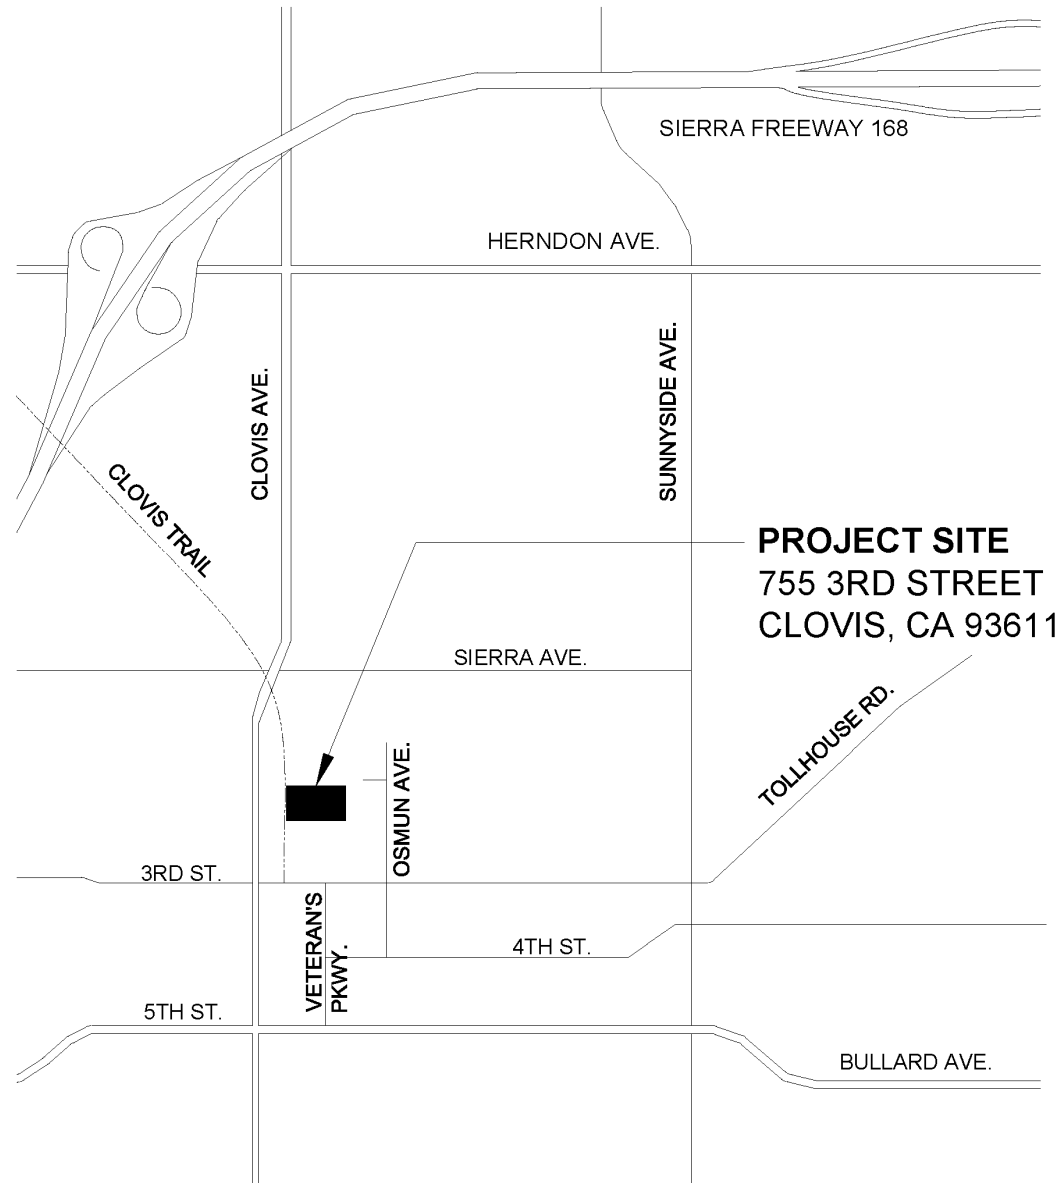 SIERRA FREEWAY 168
HERNDON AVE.
SUNNYSIDE AVE.
CLOVIS AVE.
CLOVIS TRAIL
PROJECT SITE
755 3RD STREET
CLOVIS, CA 93611
SIERRA AVE.
TOLLHOUSE RD.
OSMUN AVE.
3RD ST.
VETERAN'S
PKWY.
4TH ST.
5TH ST.
BULLARD AVE.